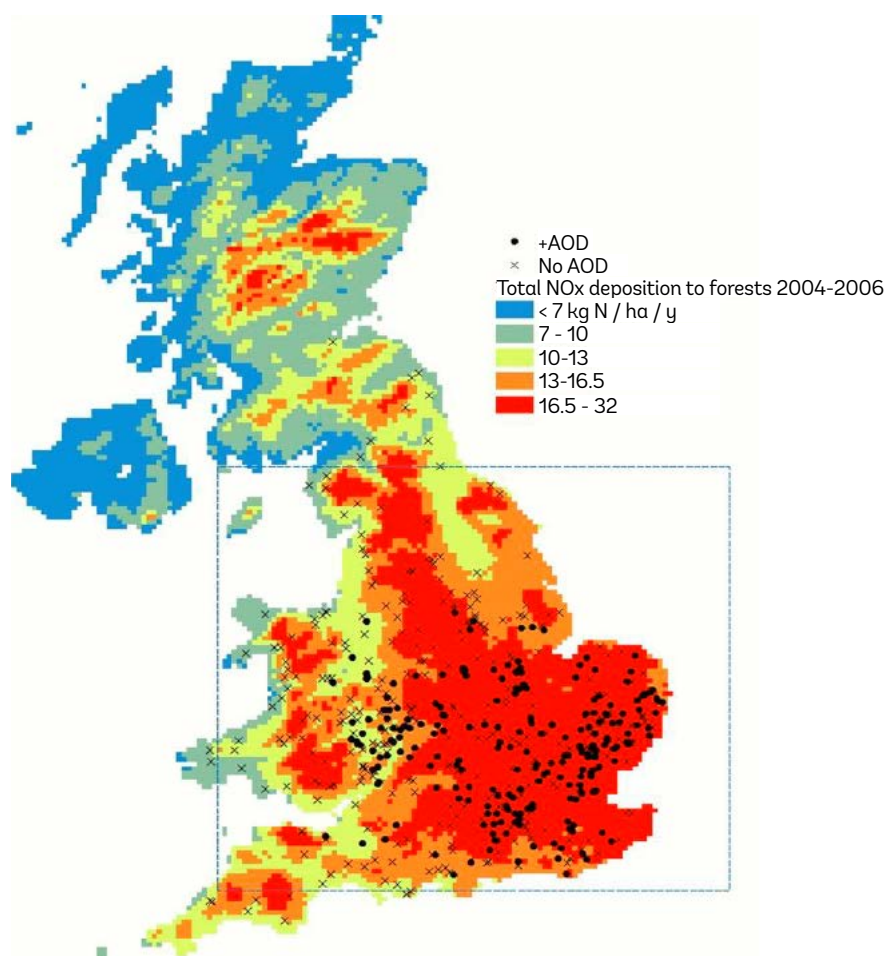 +AOD
No AOD
Total NOx deposition to forests 2004-2006
< 7 kg N / ha / y
7 - 10
10-13
13-16.5
16.5 - 32